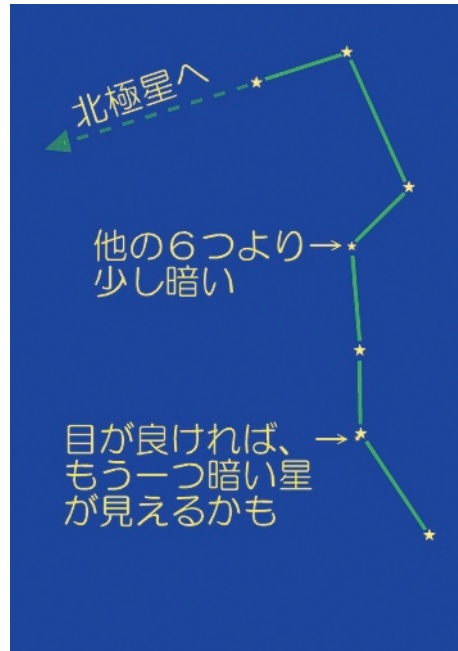 北極星へ
他の６つより→
少し暗い
目が良ければ、→
もう一つ暗い星
が見えるかも